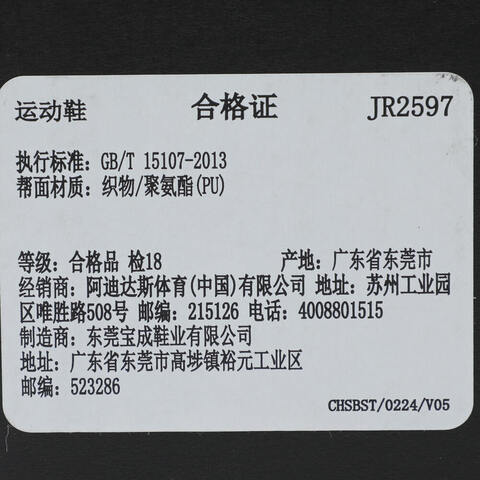 运动鞋 合格证 JR2597
执行标准: GB/T 15107-2013
帮面材质: 织物/聚氨酯(PU)
等级: 合格品 检18 产地: 广东省东莞市
经销商: 阿迪达斯体育(中国)有限公司 地址: 苏州工业园
区唯胜路508号 邮编: 215126 电话: 4008801515
制造商: 东莞宝成鞋业有限公司
地址: 广东省东莞市高埗镇裕元工业区
邮编: 523286
CHSBST/0224/V05